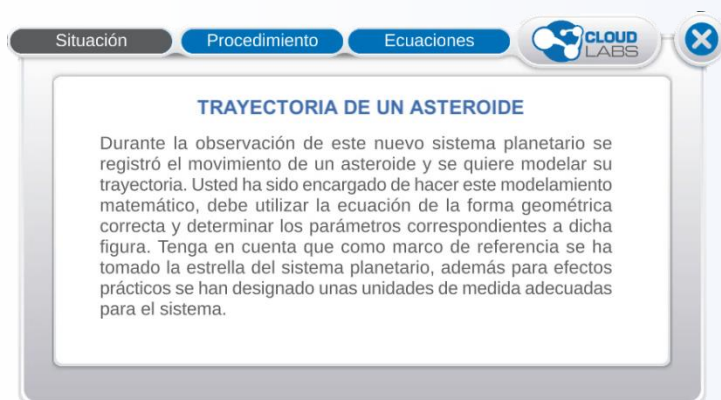 Situación
Procedimiento
Ecuaciones
CLOUD
LABS
TRAYECTORIA DE UN ASTEROIDE
Durante la observación de este nuevo sistema planetario se
registró el movimiento de un asteroide y se quiere modelar su
trayectoria. Usted ha sido encargado de hacer este modelamiento
matemático, debe utilizar la ecuación de la forma geométrica
correcta y determinar los parámetros correspondientes a dicha
figura. Tenga en cuenta que como marco de referencia se ha
tomado la estrella del sistema planetario, además para efectos
prácticos se han designado unas unidades de medida adecuadas
para el sistema.